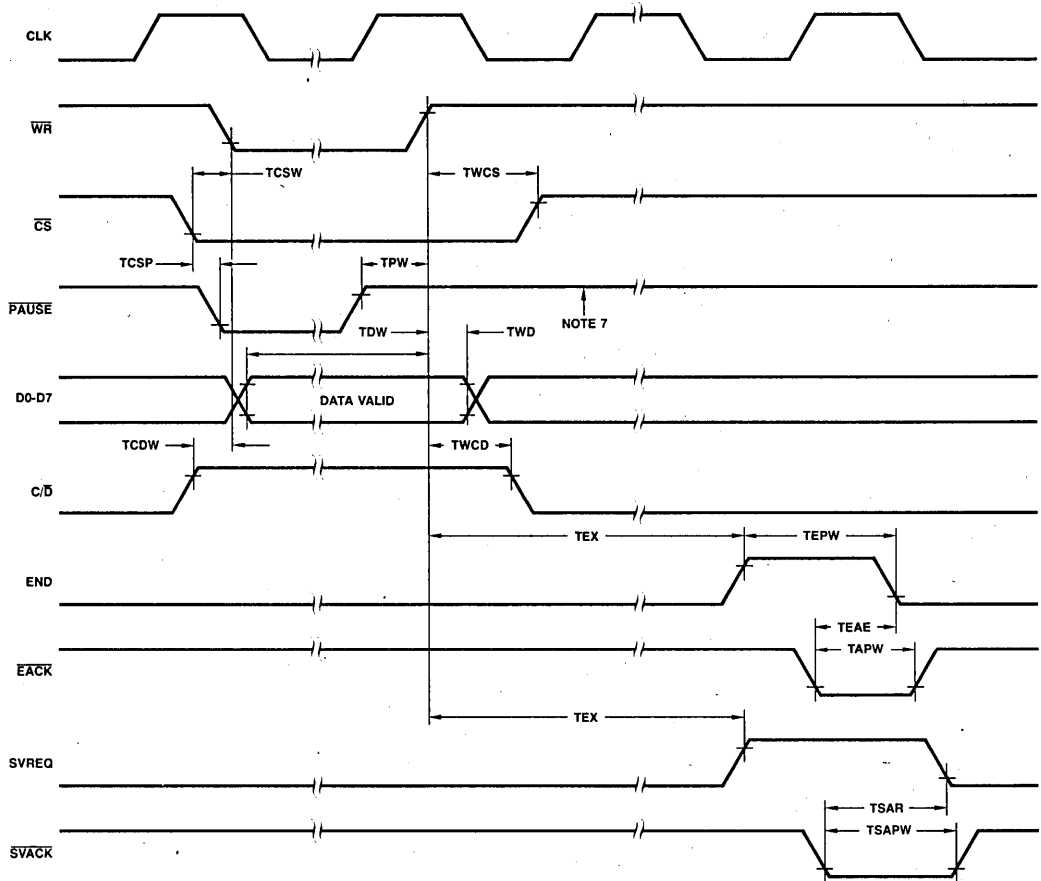 CLK
WR
TCSW
TWCS
CS
TCSP
TPW
PAUSE
NOTE 7
TDW
TWD
D0-D7
DATA VALID
TCDW
TWCD
C/D
TEX
TEPW
END
TEAE
TAPW
EACK
TEX
SVREQ
TSAR
TSAPW
SVACK